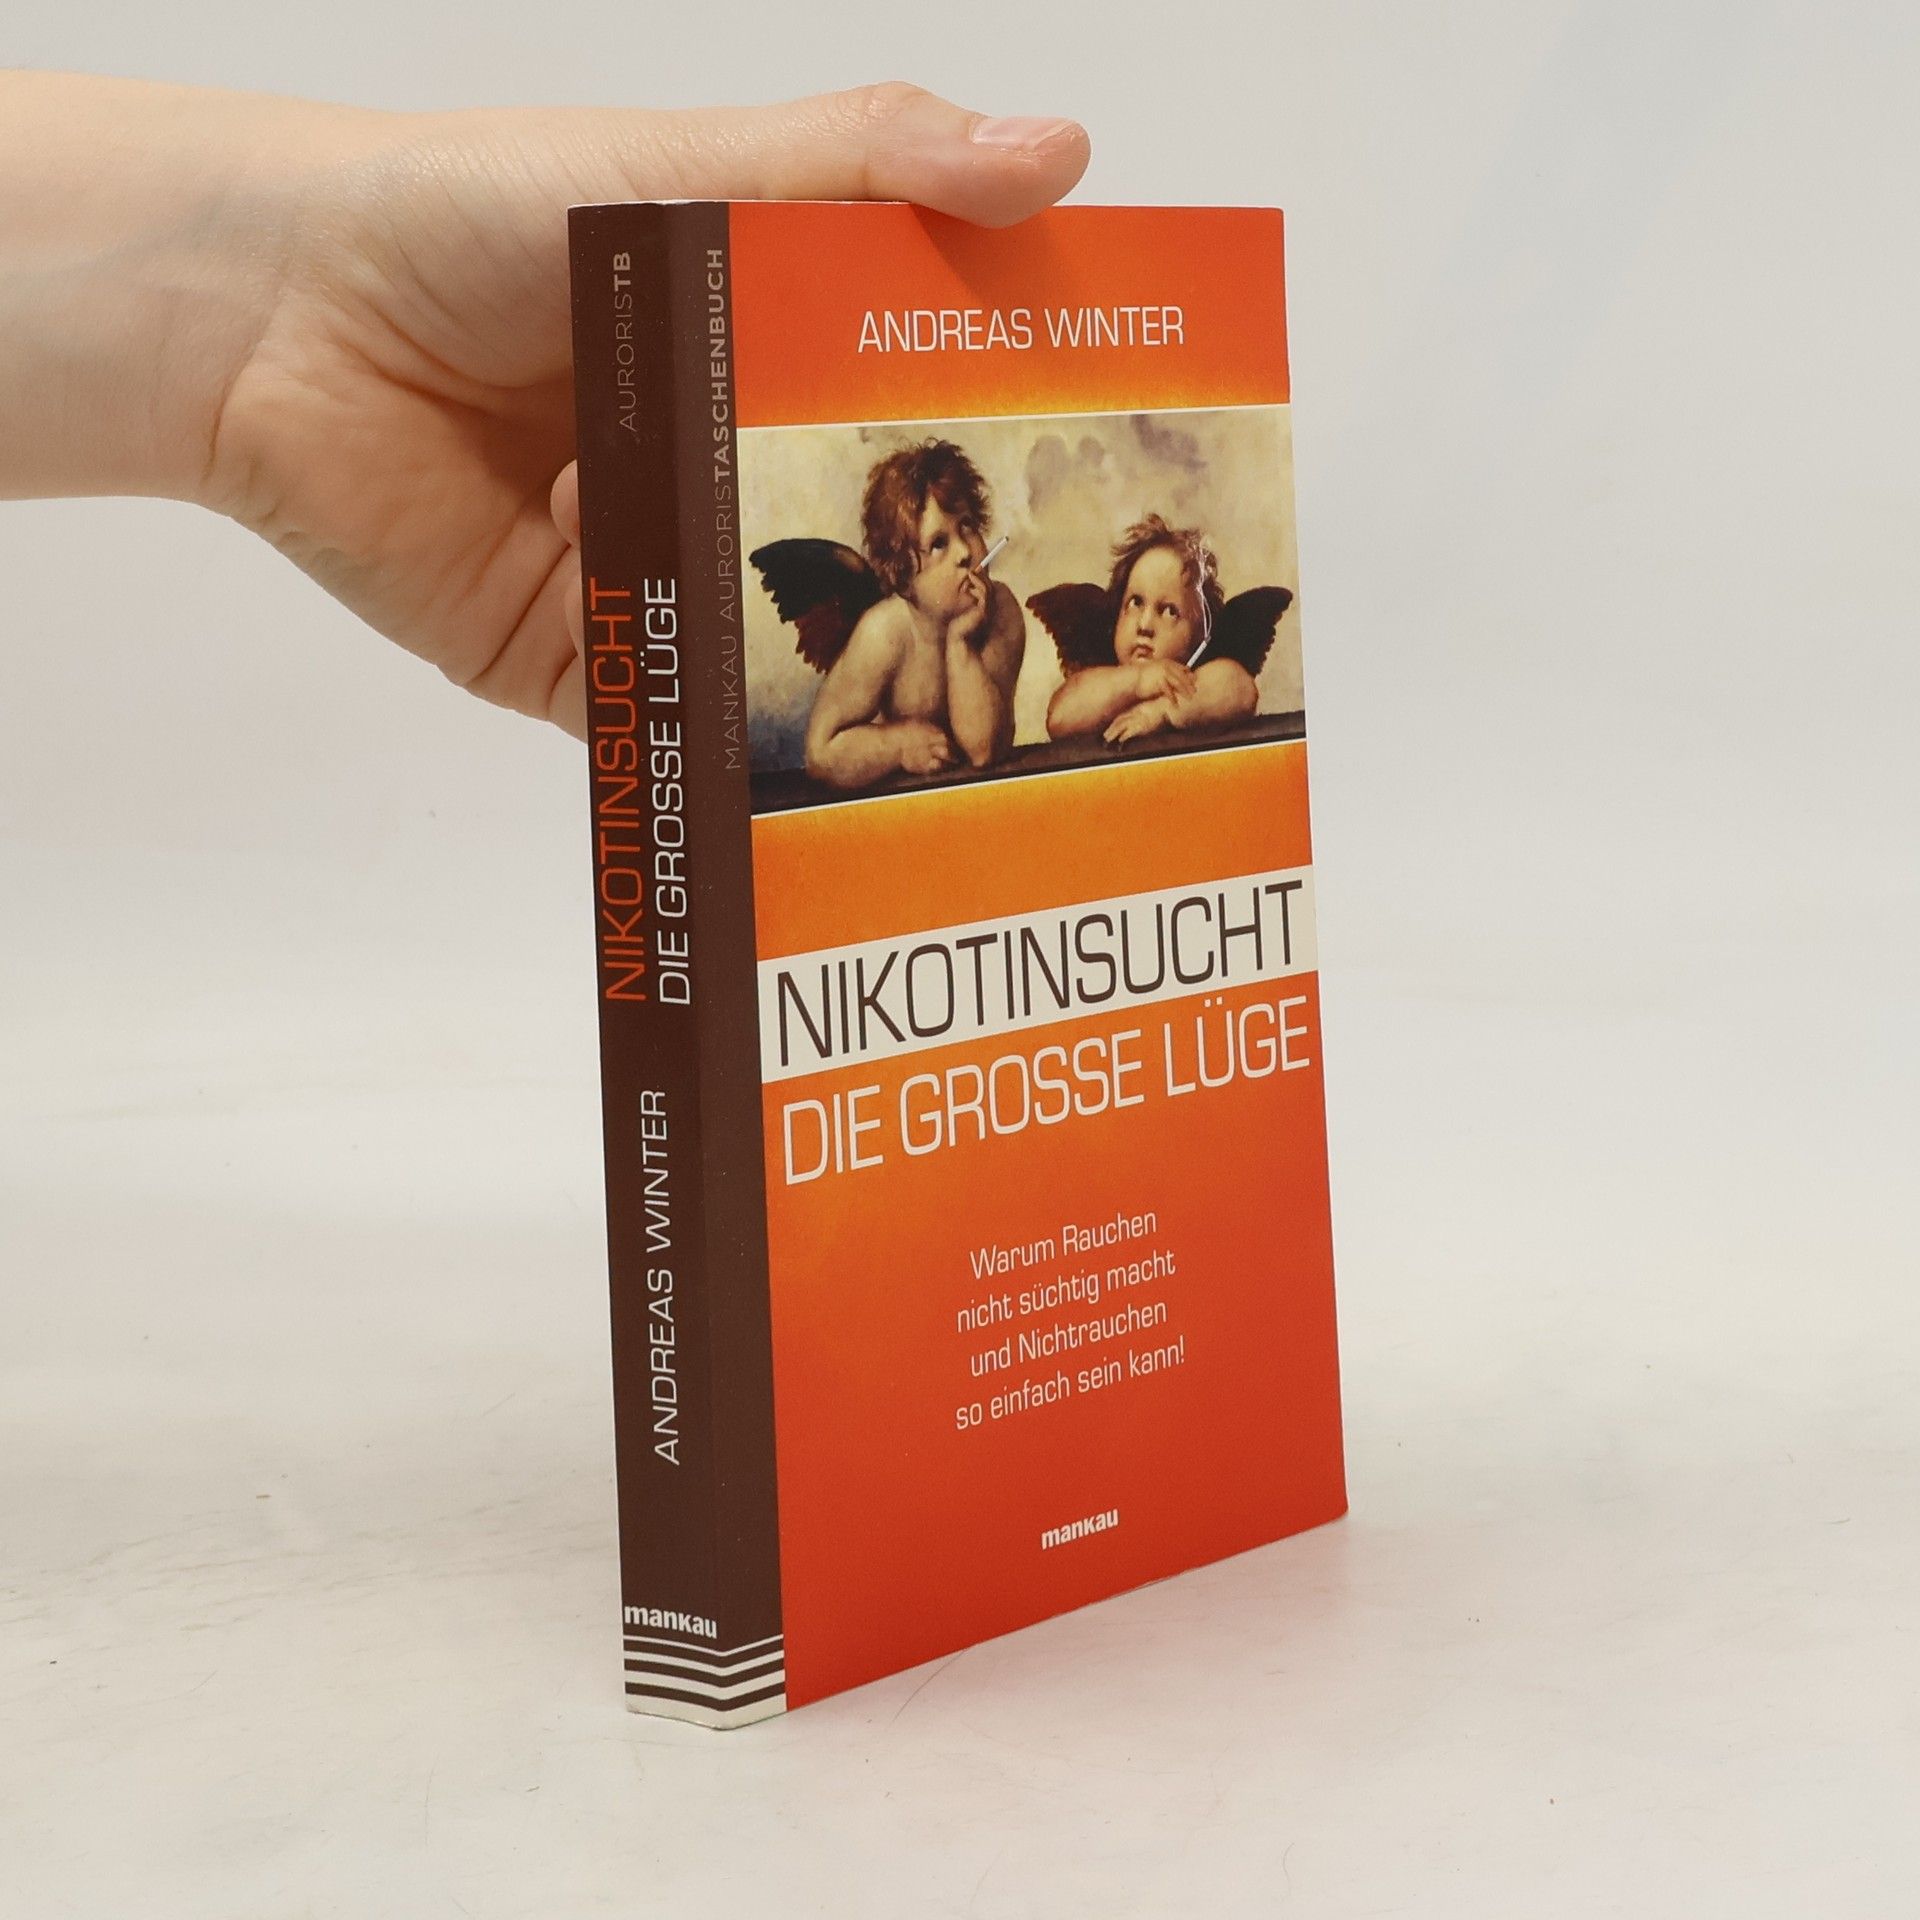 AURORISTB
NIKOTINSUCHT
DIE GROSSE LÜGE
ANDREAS WINTER
mankau
MANKAU AURORISTASCHENBUCH
ANDREAS WINTER
NIKOTINSUCHT
DIE GROSSE LÜGE
Warum Rauchen
nicht süchtig macht
und Nichtrauchen
so einfach sein kann!
mankau